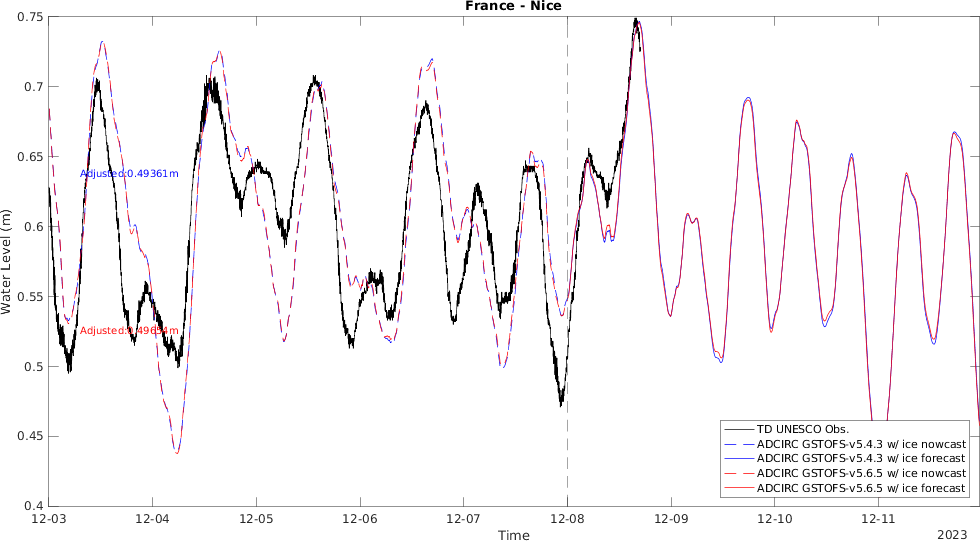 France - Nice
0.75
0.7
0.65
0.6
0.55
0.5
0.45
0.4
Water Level (m)
Adjusted:0.49361m
Adjusted:0.49654m
TD UNESCO Obs.
ADCIRC GSTOFS-v5.4.3 w/ ice nowcast
ADCIRC GSTOFS-v5.4.3 w/ ice forecast
ADCIRC GSTOFS-v5.6.5 w/ ice nowcast
ADCIRC GSTOFS-v5.6.5 w/ ice forecast
12-03 12-04 12-05 12-06 12-07 12-08 12-09 12-10 12-11
Time
2023